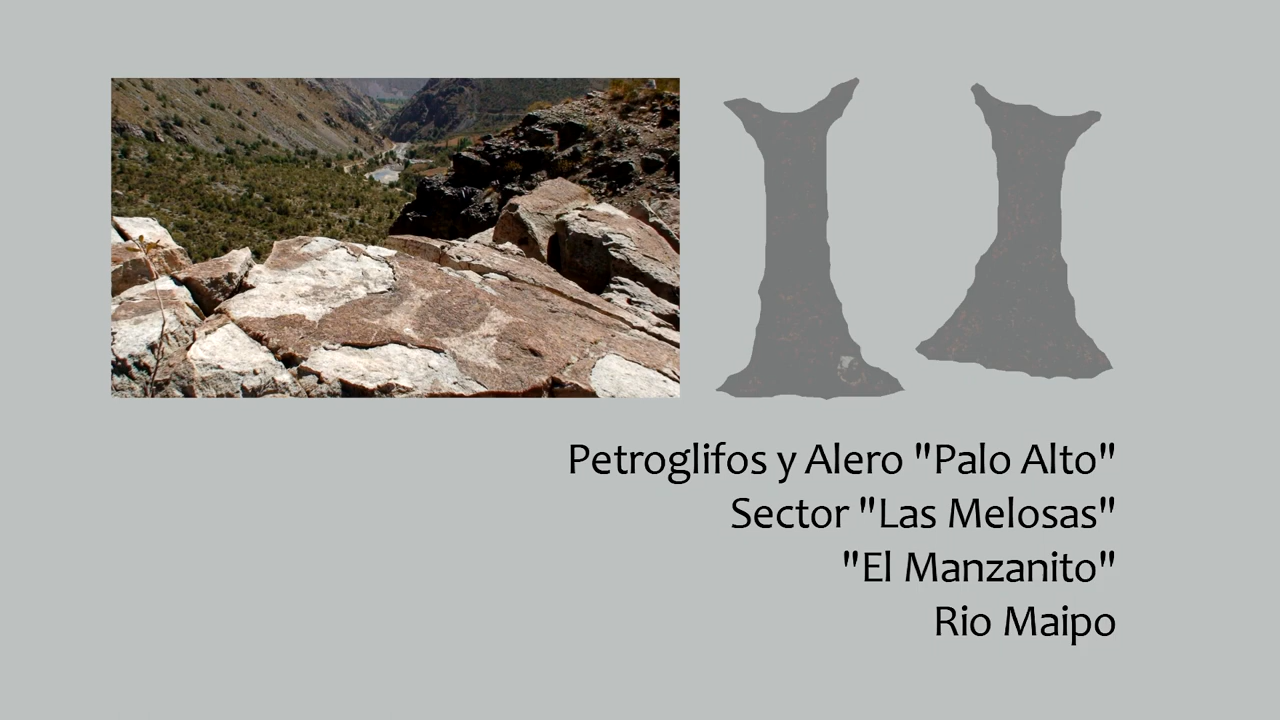 Petroglifos y Alero "Palo Alto"
Sector "Las Melosas"
"El Manzanito"
Rio Maipo